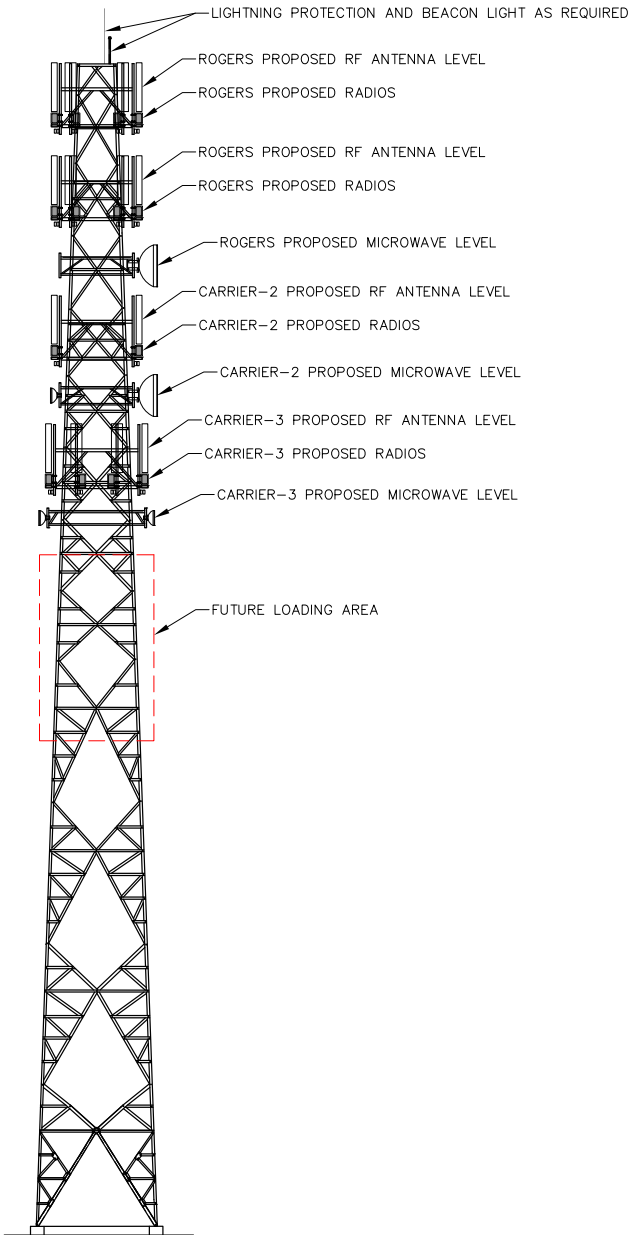 LIGHTNING PROTECTION AND BEACON LIGHT AS REQUIRED
ROGERS PROPOSED RF ANTENNA LEVEL
ROGERS PROPOSED RADIOS
ROGERS PROPOSED RF ANTENNA LEVEL
ROGERS PROPOSED RADIOS
ROGERS PROPOSED MICROWAVE LEVEL
CARRIER-2 PROPOSED RF ANTENNA LEVEL
CARRIER-2 PROPOSED RADIOS
CARRIER-2 PROPOSED MICROWAVE LEVEL
CARRIER-3 PROPOSED RF ANTENNA LEVEL
CARRIER-3 PROPOSED RADIOS
CARRIER-3 PROPOSED MICROWAVE LEVEL
FUTURE LOADING AREA